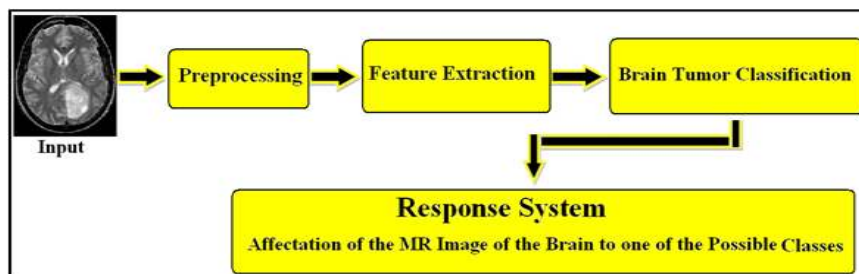 Input
Preprocessing
Feature Extraction
Brain Tumor Classification
Response System
Affectation of the MR Image of the Brain to one of the Possible Classes